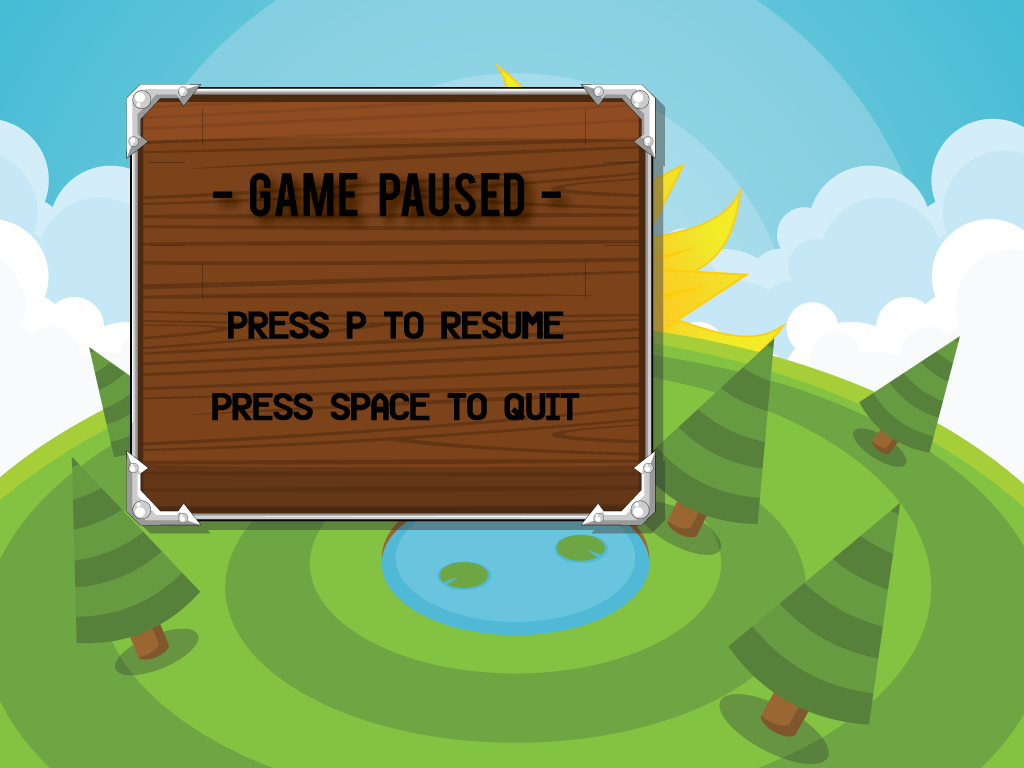 - GAME PAUSED -
PRESS P TO RESUME
PRESS SPACE TO QUIT